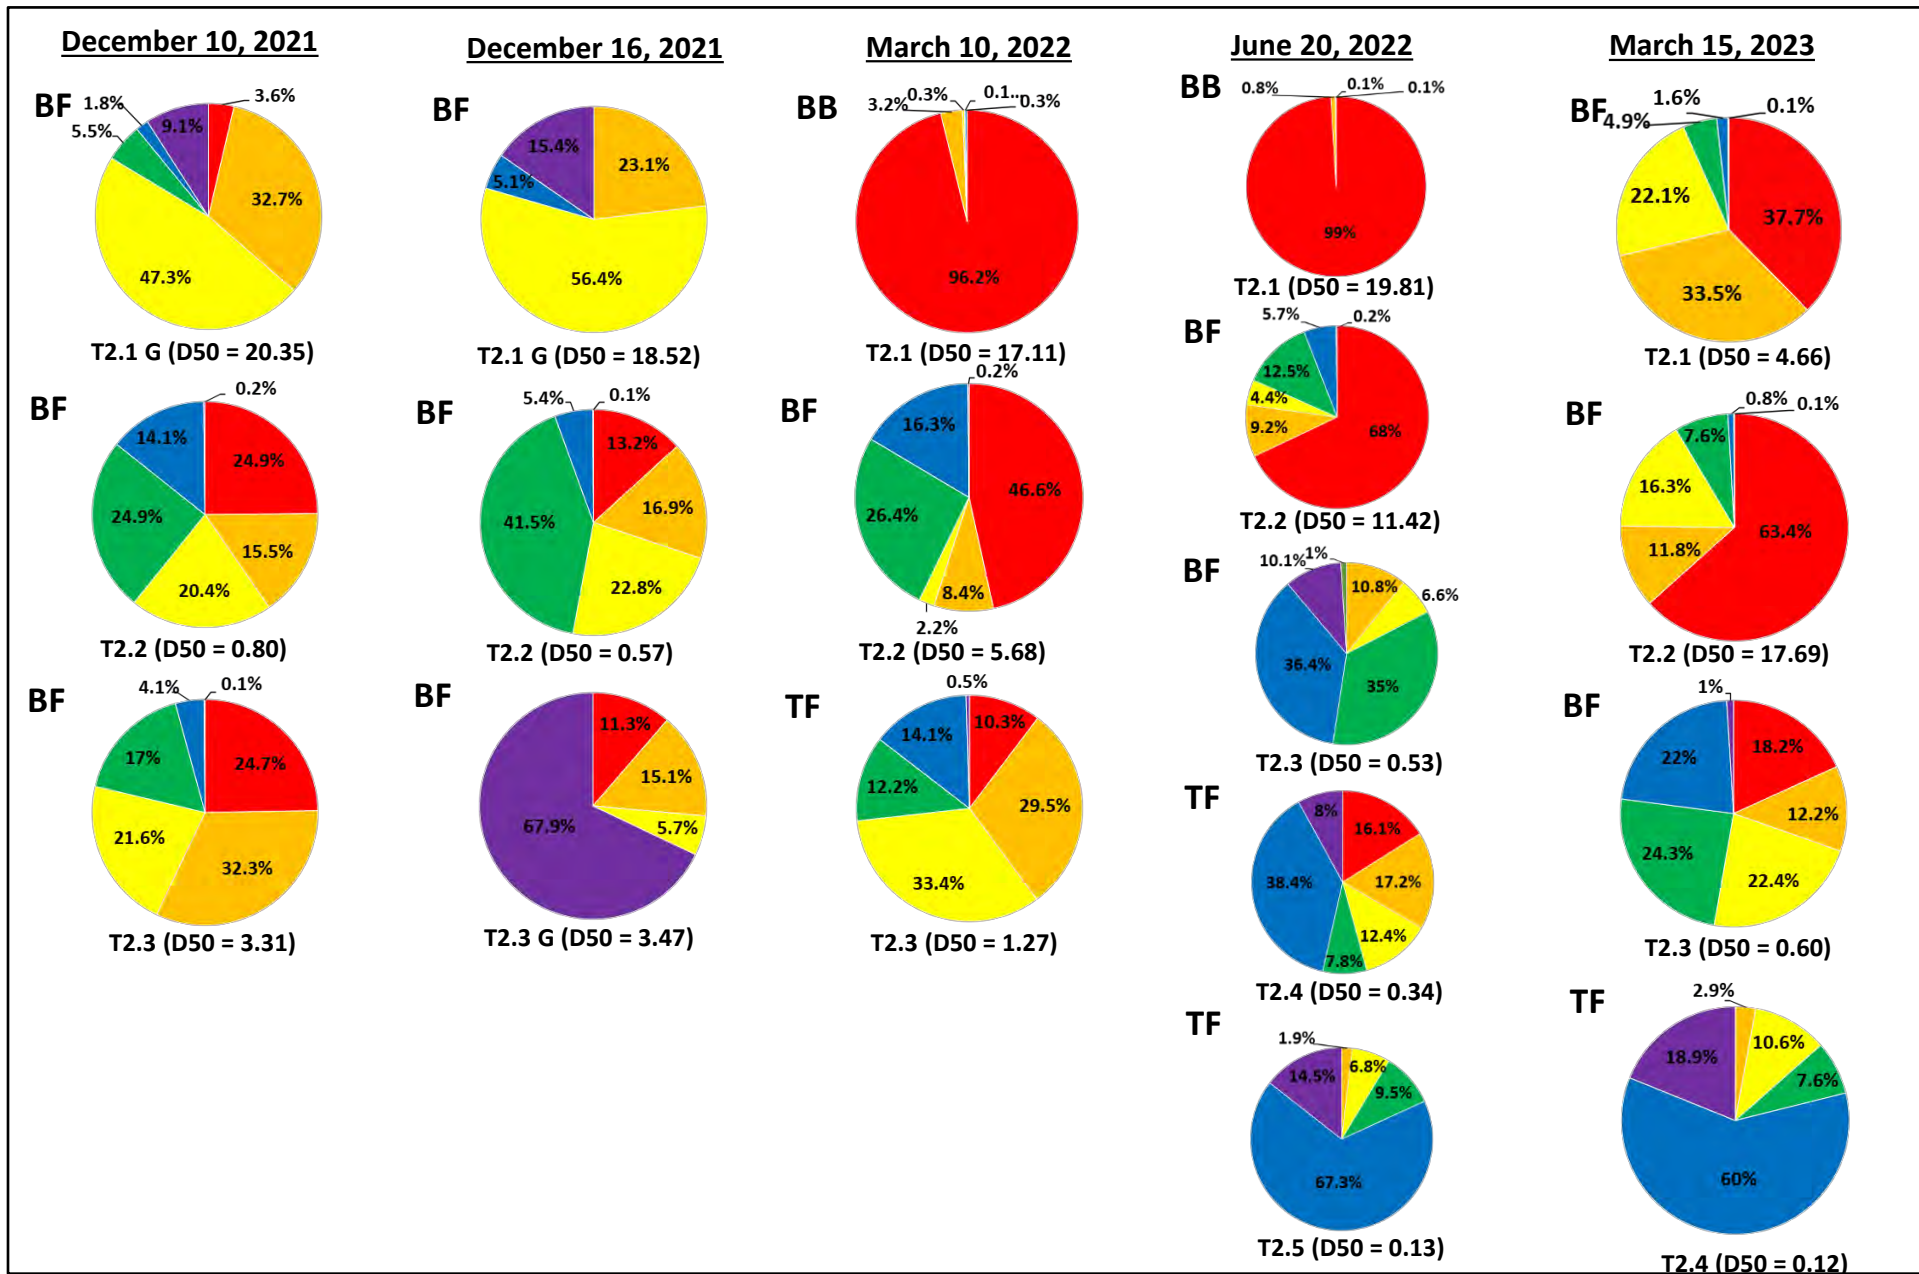 December 10, 2021
BF
1.8%
5.5%
9.1%
3.6%
32.7%
47.3%
T2.1 G (D50 = 20.35)
BF
0.2%
14.1%
24.9%
24.9%
15.5%
20.4%
T2.2 (D50 = 0.80)
BF
4.1%
0.1%
17%
24.7%
21.6%
32.3%
T2.3 (D50 = 3.31)
December 16, 2021
BF
15.4%
23.1%
5.1%
56.4%
T2.1 G (D50 = 18.52)
BF
5.4%
0.1%
13.2%
41.5%
16.9%
22.8%
T2.2 (D50 = 0.57)
BF
11.3%
15.1%
67.9%
5.7%
T2.3 G (D50 = 3.47)
March 10, 2022
BB
3.2%
0.3%
0.1...
0.3%
96.2%
T2.1 (D50 = 17.11)
BF
0.2%
16.3%
46.6%
26.4%
8.4%
2.2%
T2.2 (D50 = 5.68)
TF
0.5%
14.1%
10.3%
12.2%
29.5%
33.4%
T2.3 (D50 = 1.27)
June 20, 2022
BB
0.8%
0.1%
0.1%
99%
T2.1 (D50 = 19.81)
BF
5.7%
0.2%
12.5%
4.4%
9.2%
68%
T2.2 (D50 = 11.42)
BF
10.1%
1%
10.8%
6.6%
36.4%
35%
T2.3 (D50 = 0.53)
TF
8%
16.1%
38.4%
17.2%
12.4%
7.8%
T2.4 (D50 = 0.34)
TF
1.9%
14.5%
6.8%
9.5%
67.3%
T2.5 (D50 = 0.13)
March 15, 2023
BF
4.9%
1.6%
0.1%
22.1%
37.7%
33.5%
T2.1 (D50 = 4.66)
BF
0.8%
0.1%
7.6%
16.3%
63.4%
11.8%
T2.2 (D50 = 17.69)
BF
1%
22%
18.2%
12.2%
24.3%
22.4%
T2.3 (D50 = 0.60)
TF
2.9%
18.9%
10.6%
7.6%
60%
T2.4 (D50 = 0.12)